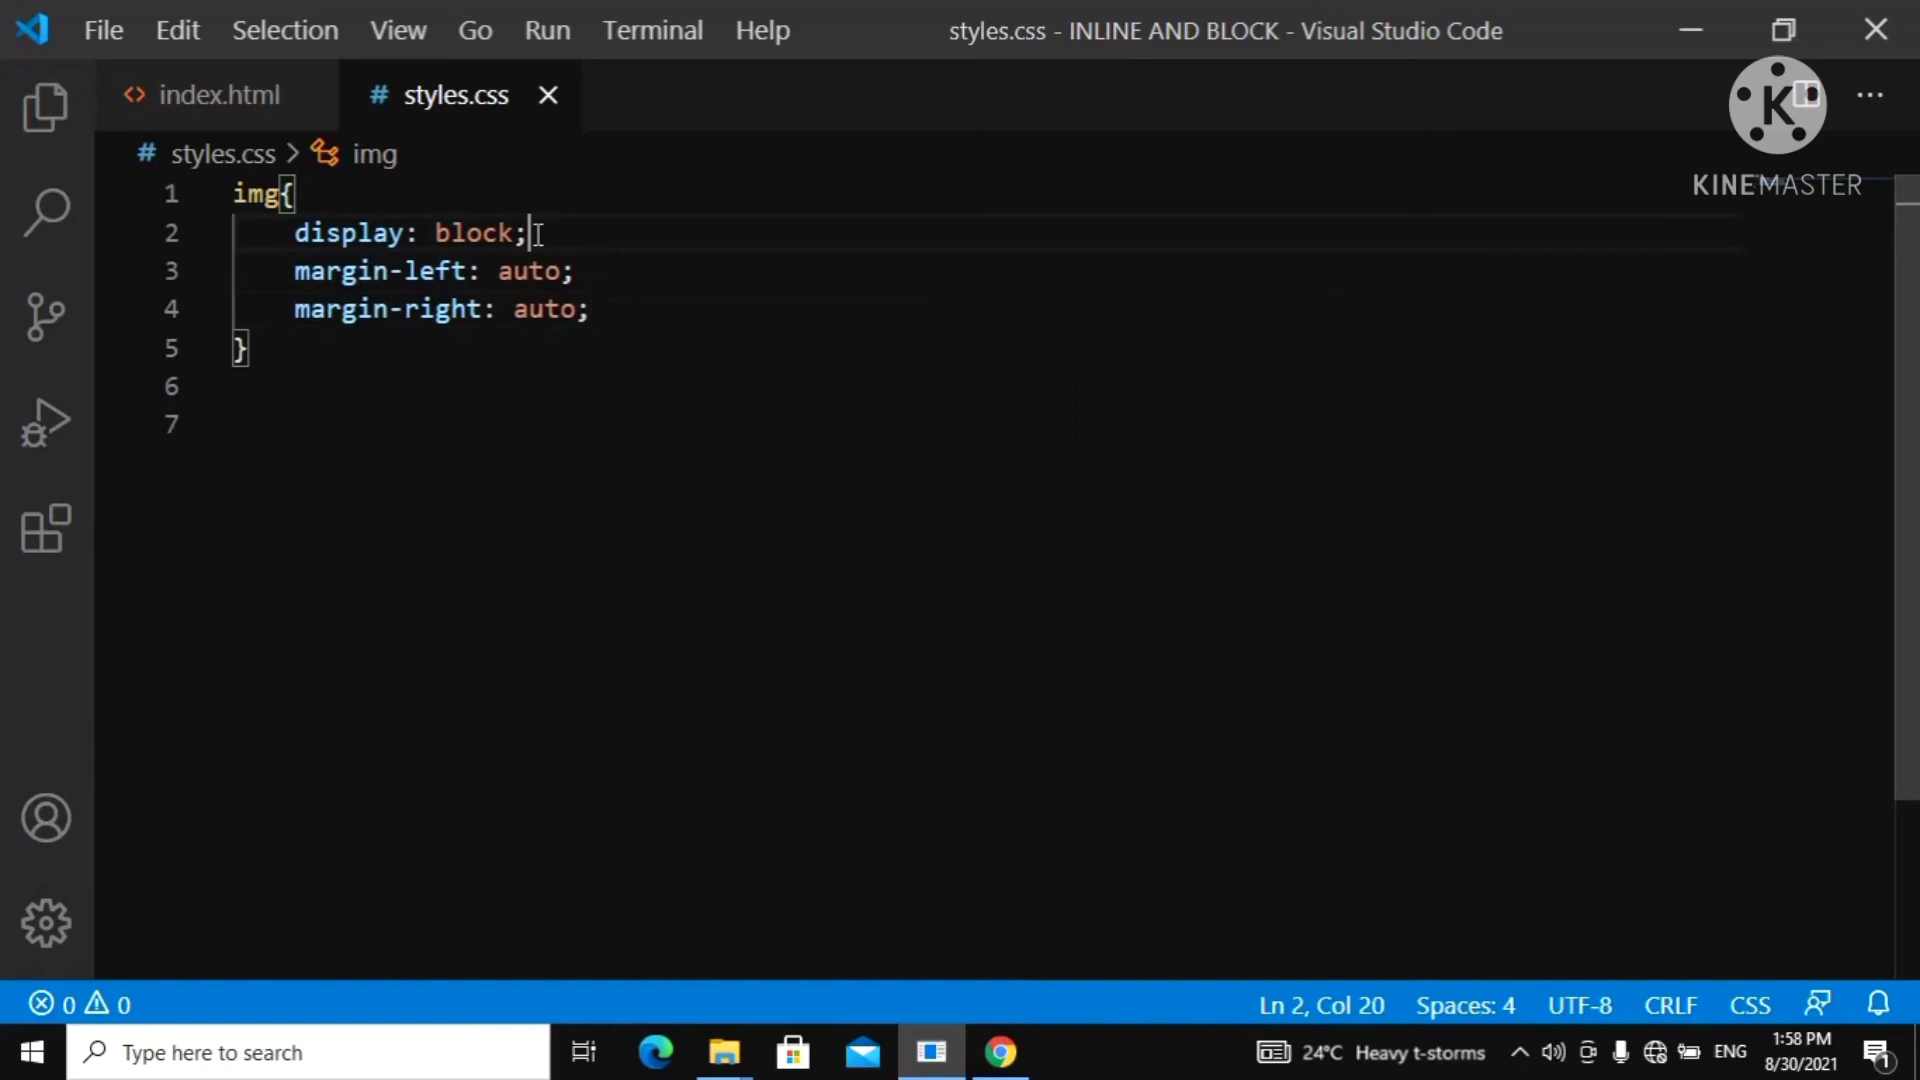 File Edit Selection View Go Run Terminal Help styles.css - INLINE AND BLOCK - Visual Studio Code
index.html # styles.css
K
KINEMASTER
# styles.css > img
1 img{
2 display: block;
3 margin-left: auto;
4 margin-right: auto;
5 }
6
7
0 0 Ln 2, Col 20 Spaces: 4 UTF-8 CRLF CSS
Type here to search 24°C Heavy t-storms ENG 1:58 PM
8/30/2021 1